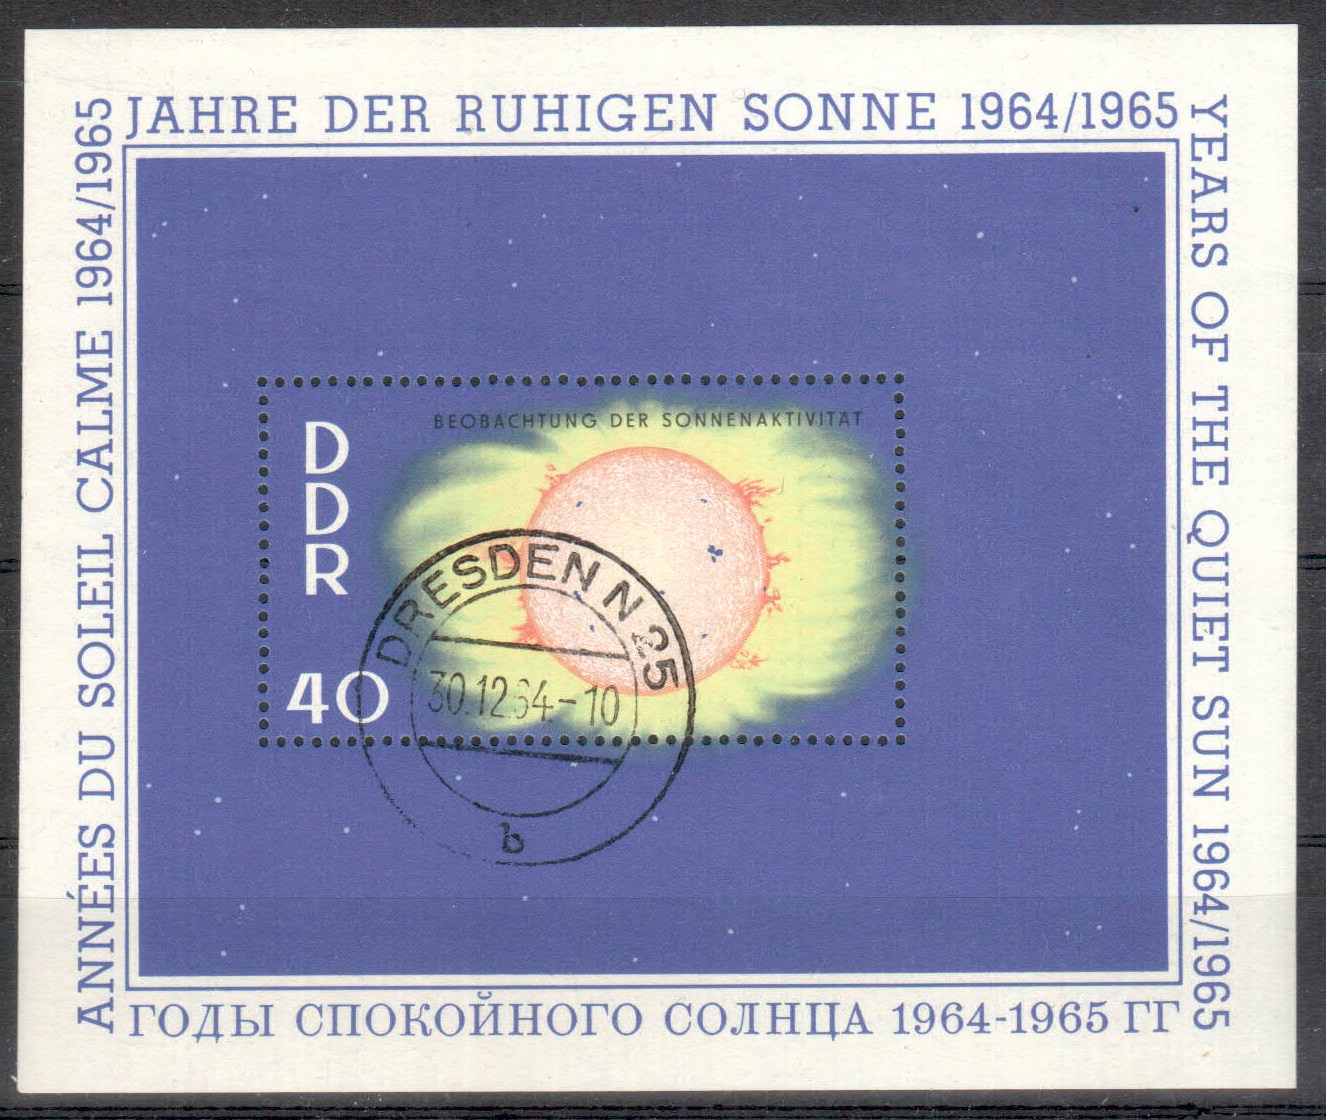 JAHRE DER RUHIGEN SONNE 1964/1965
YEARS OF THE QUIET SUN 1964/1965
ANNÉES DU SOLEIL CALME 1964/1965
BEOBACHTUNG DER SONNENAKTIVITÄT
DDR
40
DRESDEN N 25
30.12.64.-10
b
ГОДЫ СПОКОЙНОГО СОЛНЦА 1964-1965 ГГ